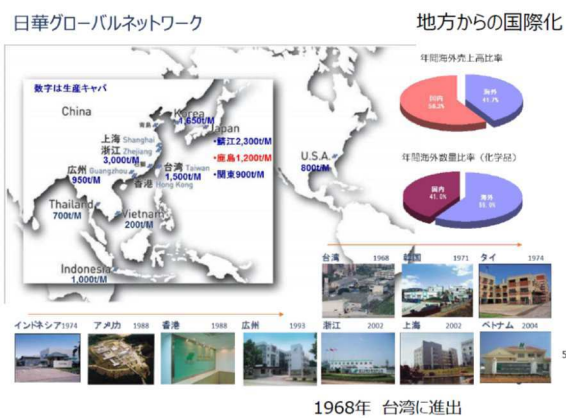 日華グローバルネットワーク
地方からの国際化
年間海外売上高比率
国内
海外
年間海外数量比率（化学品）
国内
海外
数字は生産キャパ
China
Korea
1,650t/M
Japan
・鯖江2,300t/M
・鹿島1,200t/M
・関東900t/M
上海 Shanghai
浙江 Zhejiang
3,000t/M
台湾 Taiwan
1,500t/M
広州 Guangzhou
950t/M
香港 Hong Kong
Thailand
700t/M
Vietnam
200t/M
Indonesia
1,000t/M
U.S.A.
800t/M
台湾 1968
韓国 1971
タイ 1974
インドネシア1974
アメリカ 1988
香港 1988
広州 1993
浙江 2002
上海 2002
ベトナム 2004
5
1968年 台湾に進出